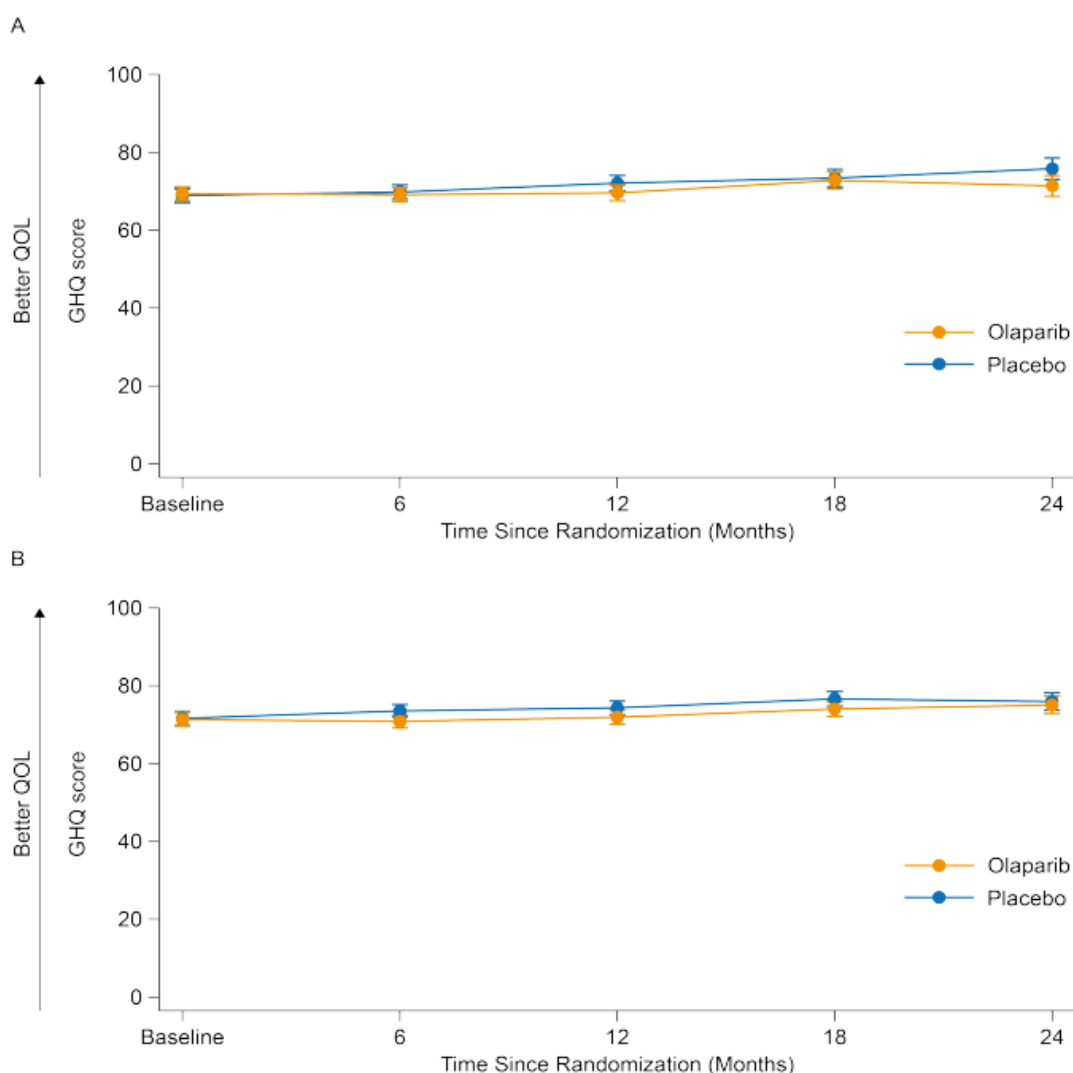 A
Better QOL
GHQ score
100
80
60
40
20
0
Olaparib
Placebo
Baseline 6 12 18 24
Time Since Randomization (Months)
B
Better QOL
GHQ score
100
80
60
40
20
0
Olaparib
Placebo
Baseline 6 12 18 24
Time Since Randomization (Months)